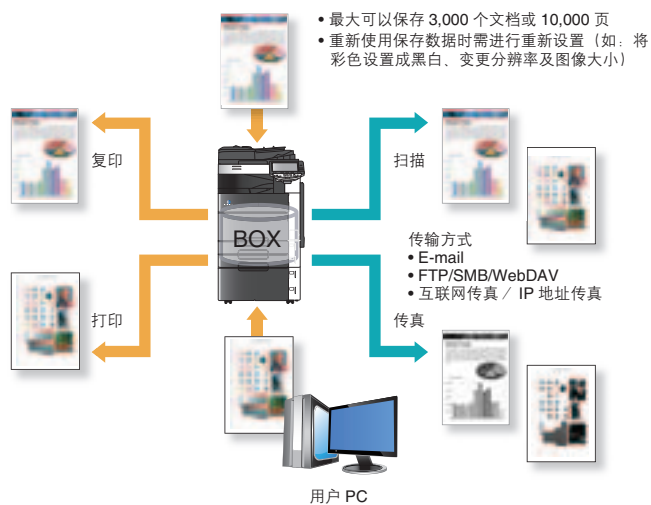 • 最大可以保存 3,000 个文档或 10,000 页
• 重新使用保存数据时需进行重新设置（如：将
彩色设置成黑白、变更分辨率及图像大小）
复印
扫描
BOX
传输方式
• E-mail
• FTP/SMB/WebDAV
• 互联网传真／ IP 地址传真
打印
传真
用户 PC